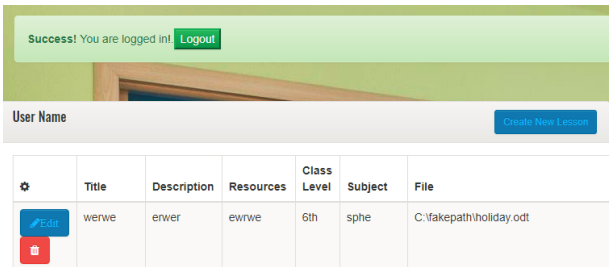 Success! You are logged in!. Logout
User Name
Create New Lesson
Title Description Resources Class Level Subject File
Edit werwe erwer ewrwe 6th sphe C:\fakepath\holiday.odt